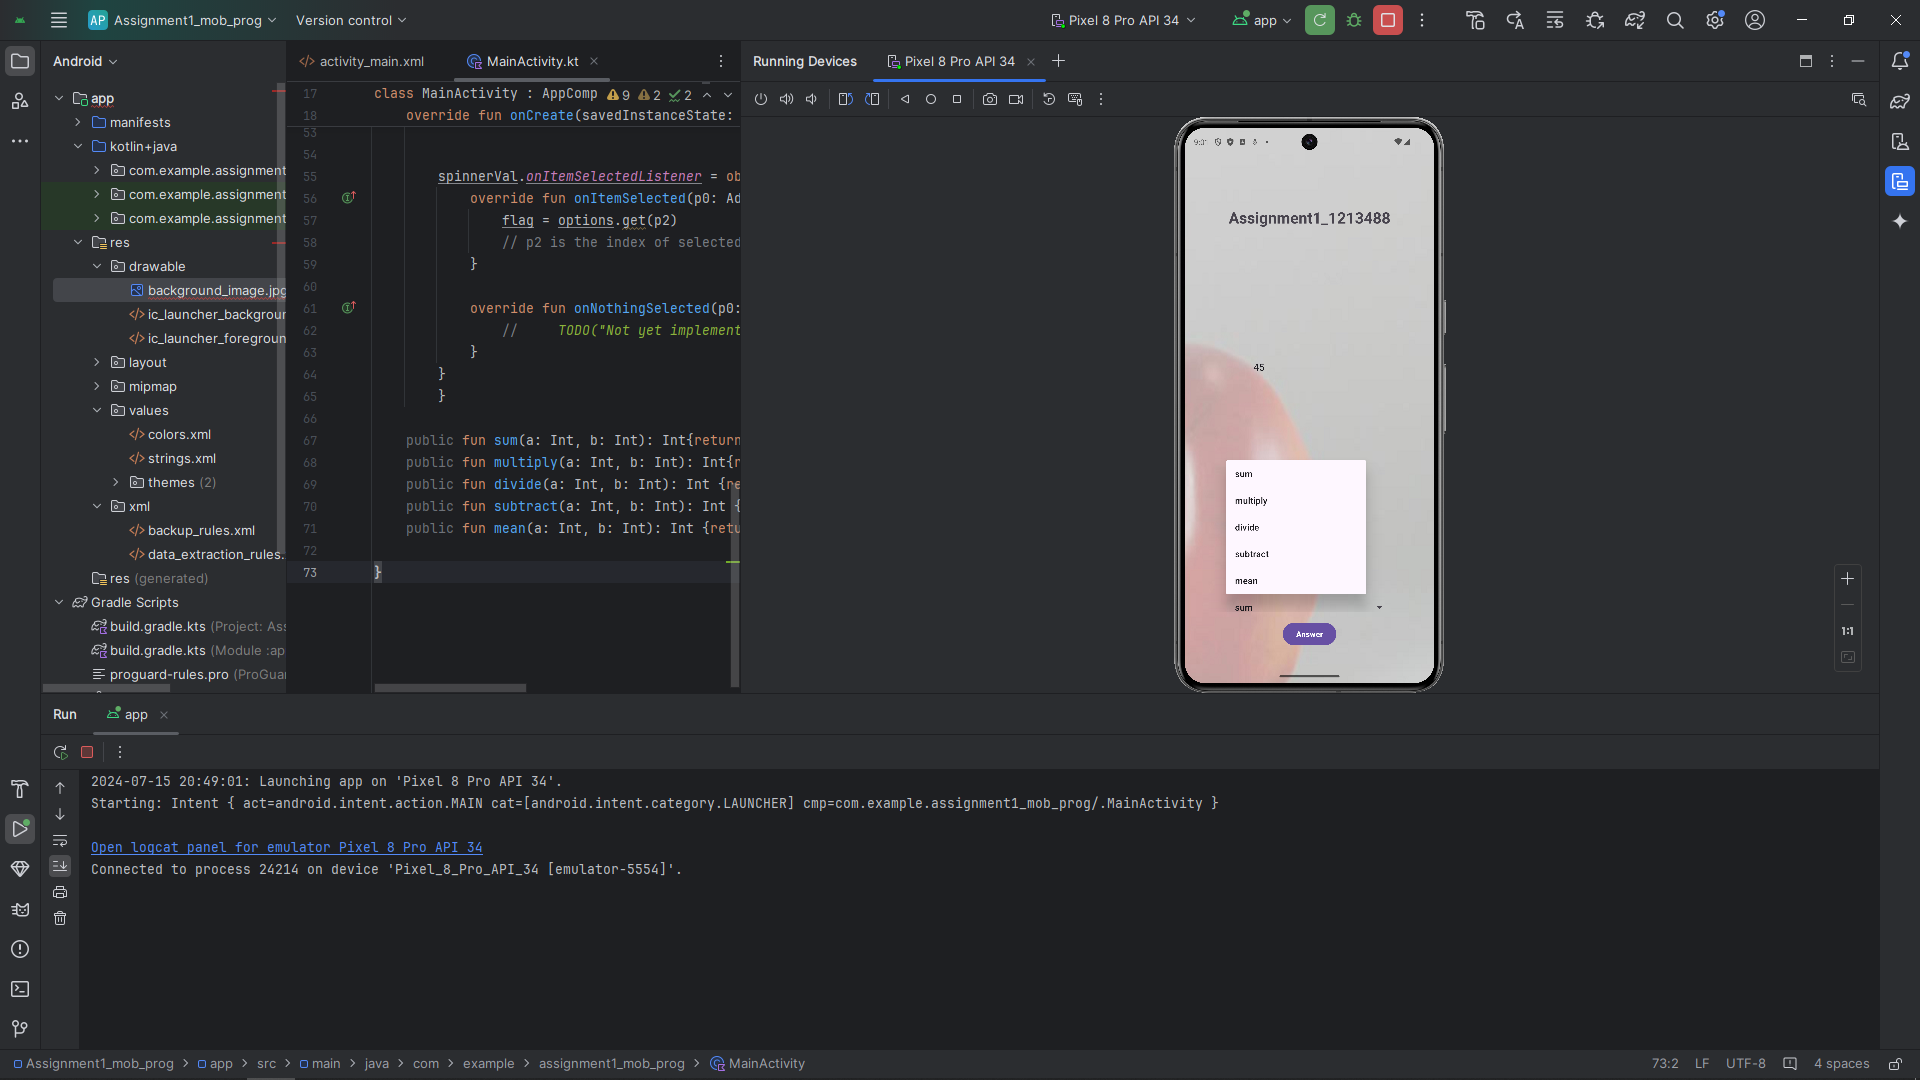 AP Assignment1_mob_prog Version control Pixel 8 Pro API 34 app
Android
app
manifests
kotlin+java
com.example.assignment
com.example.assignment
com.example.assignment
res
drawable
background_image.jpg
ic_launcher_backgroun
ic_launcher_foregroun
layout
mipmap
values
colors.xml
strings.xml
themes (2)
xml
backup_rules.xml
data_extraction_rules.
res (generated)
Gradle Scripts
build.gradle.kts (Project: Ass
build.gradle.kts (Module :ap
proguard-rules.pro (ProGua
activity_main.xml MainActivity.kt
17 class MainActivity : AppComp 9 2 2
18 override fun onCreate(savedInstanceState:
53
54
55 spinnerVal.onItemSelectedListener = ob
56 override fun onItemSelected(p0: Ad
57 flag = options.get(p2)
58 // p2 is the index of selected
59 }
60
61 override fun onNothingSelected(p0:
62 // TODO("Not yet implement
63 }
64 }
65 }
66
67 public fun sum(a: Int, b: Int): Int{return
68 public fun multiply(a: Int, b: Int): Int{r
69 public fun divide(a: Int, b: Int): Int {re
70 public fun subtract(a: Int, b: Int): Int {
71 public fun mean(a: Int, b: Int): Int {retu
72
73 }
Running Devices Pixel 8 Pro API 34
9:01
Assignment1_1213488
45
sum
multiply
divide
subtract
mean
sum
Answer
1:1
Run app
2024-07-15 20:49:01: Launching app on 'Pixel 8 Pro API 34'.
Starting: Intent { act=android.intent.action.MAIN cat=[android.intent.category.LAUNCHER] cmp=com.example.assignment1_mob_prog/.MainActivity }
Open logcat panel for emulator Pixel 8 Pro API 34
Connected to process 24214 on device 'Pixel_8_Pro_API_34 [emulator-5554]'.
Assignment1_mob_prog > app > src > main > java > com > example > assignment1_mob_prog > MainActivity 73:2 LF UTF-8 4 spaces